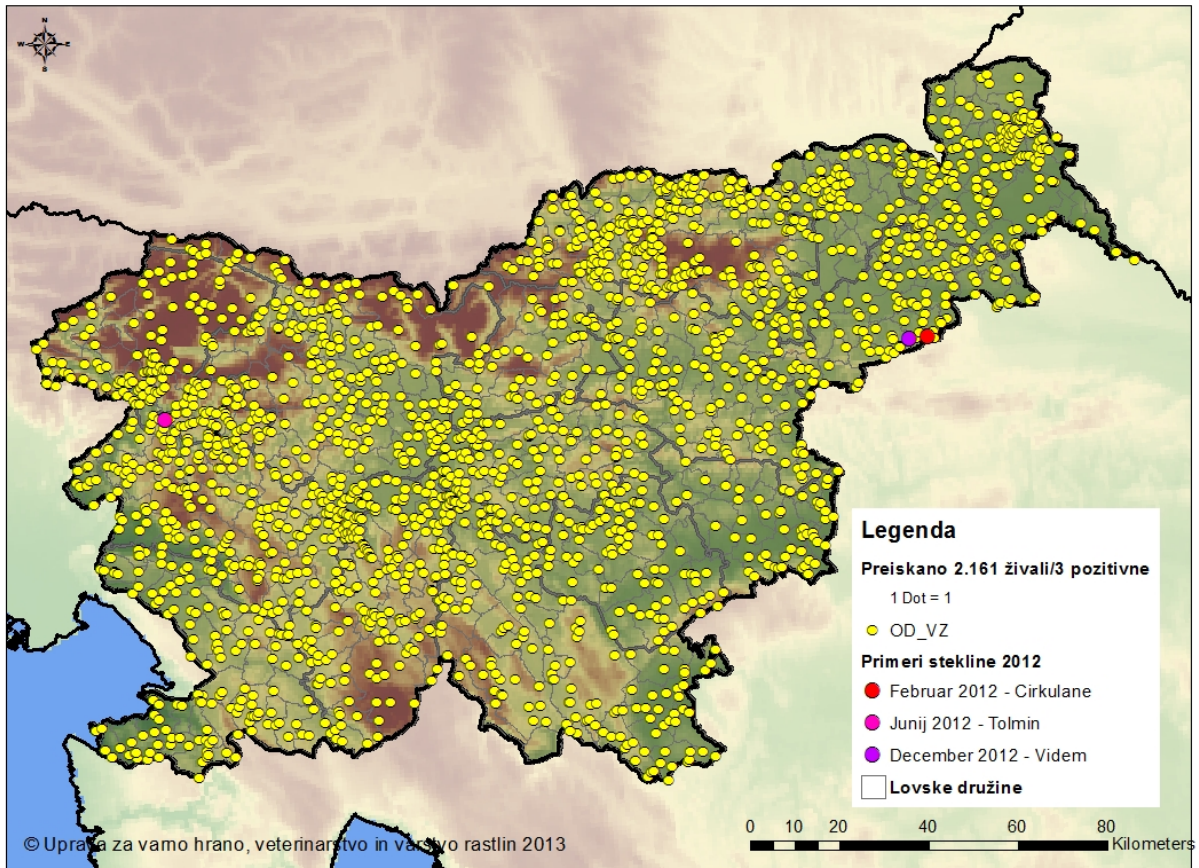 N
W E
S
Legenda
Preiskano 2.161 živali/3 pozitivne
1 Dot = 1
OD_VZ
Primeri stekline 2012
Februar 2012 - Cirkulane
Junij 2012 - Tolmin
December 2012 - Videm
Lovske družine
0 10 20 40 60 80
Kilometers
© Uprava za varno hrano, veterinarstvo in varstvo rastlin 2013